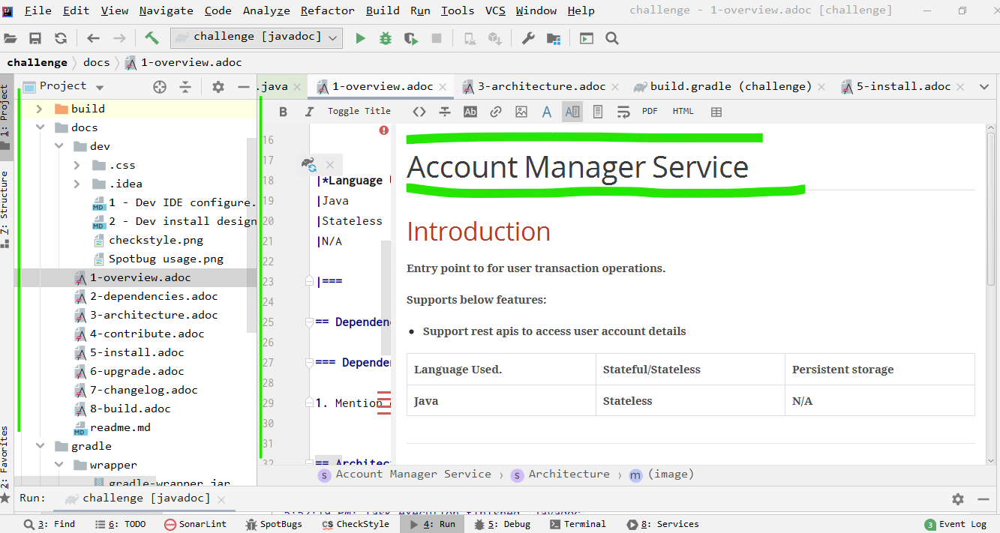 File Edit View Navigate Code Analyze Refactor Build Run Tools VCS Window Help challenge - 1-overview.adoc [challenge]
challenge [javadoc]
challenge docs 1-overview.adoc
Project .java 1-overview.adoc 3-architecture.adoc build.gradle (challenge) 5-install.adoc
B I Toggle Title Ab A A PDF HTML
1: Project
Z: Structure
2: Favorites
build
docs
dev
.css
.idea
MD 1 - Dev IDE configure.
MD 2 - Dev install design
checkstyle.png
Spotbug usage.png
1-overview.adoc
2-dependencies.adoc
3-architecture.adoc
4-contribute.adoc
5-install.adoc
6-upgrade.adoc
7-changelog.adoc
8-build.adoc
MD readme.md
gradle
wrapper
gradle-wrapper.jar
16
17
18 |*Language
19 |Java
20 |Stateless
21 |N/A
22
23 |===
24
25 == Dependen
26
27 === Depende
28
29 1. Mention
30
31
32 == Architec
Account Manager Service
Introduction
Entry point to for user transaction operations.
Supports below features:
• Support rest apis to access user account details
Language Used. Stateful/Stateless Persistent storage
Java Stateless N/A
s Account Manager Service › s Architecture › m (image)
Run: challenge [javadoc]
3: Find 6: TODO SonarLint SpotBugs CS CheckStyle 4: Run 5: Debug Terminal 8: Services 3 Event Log